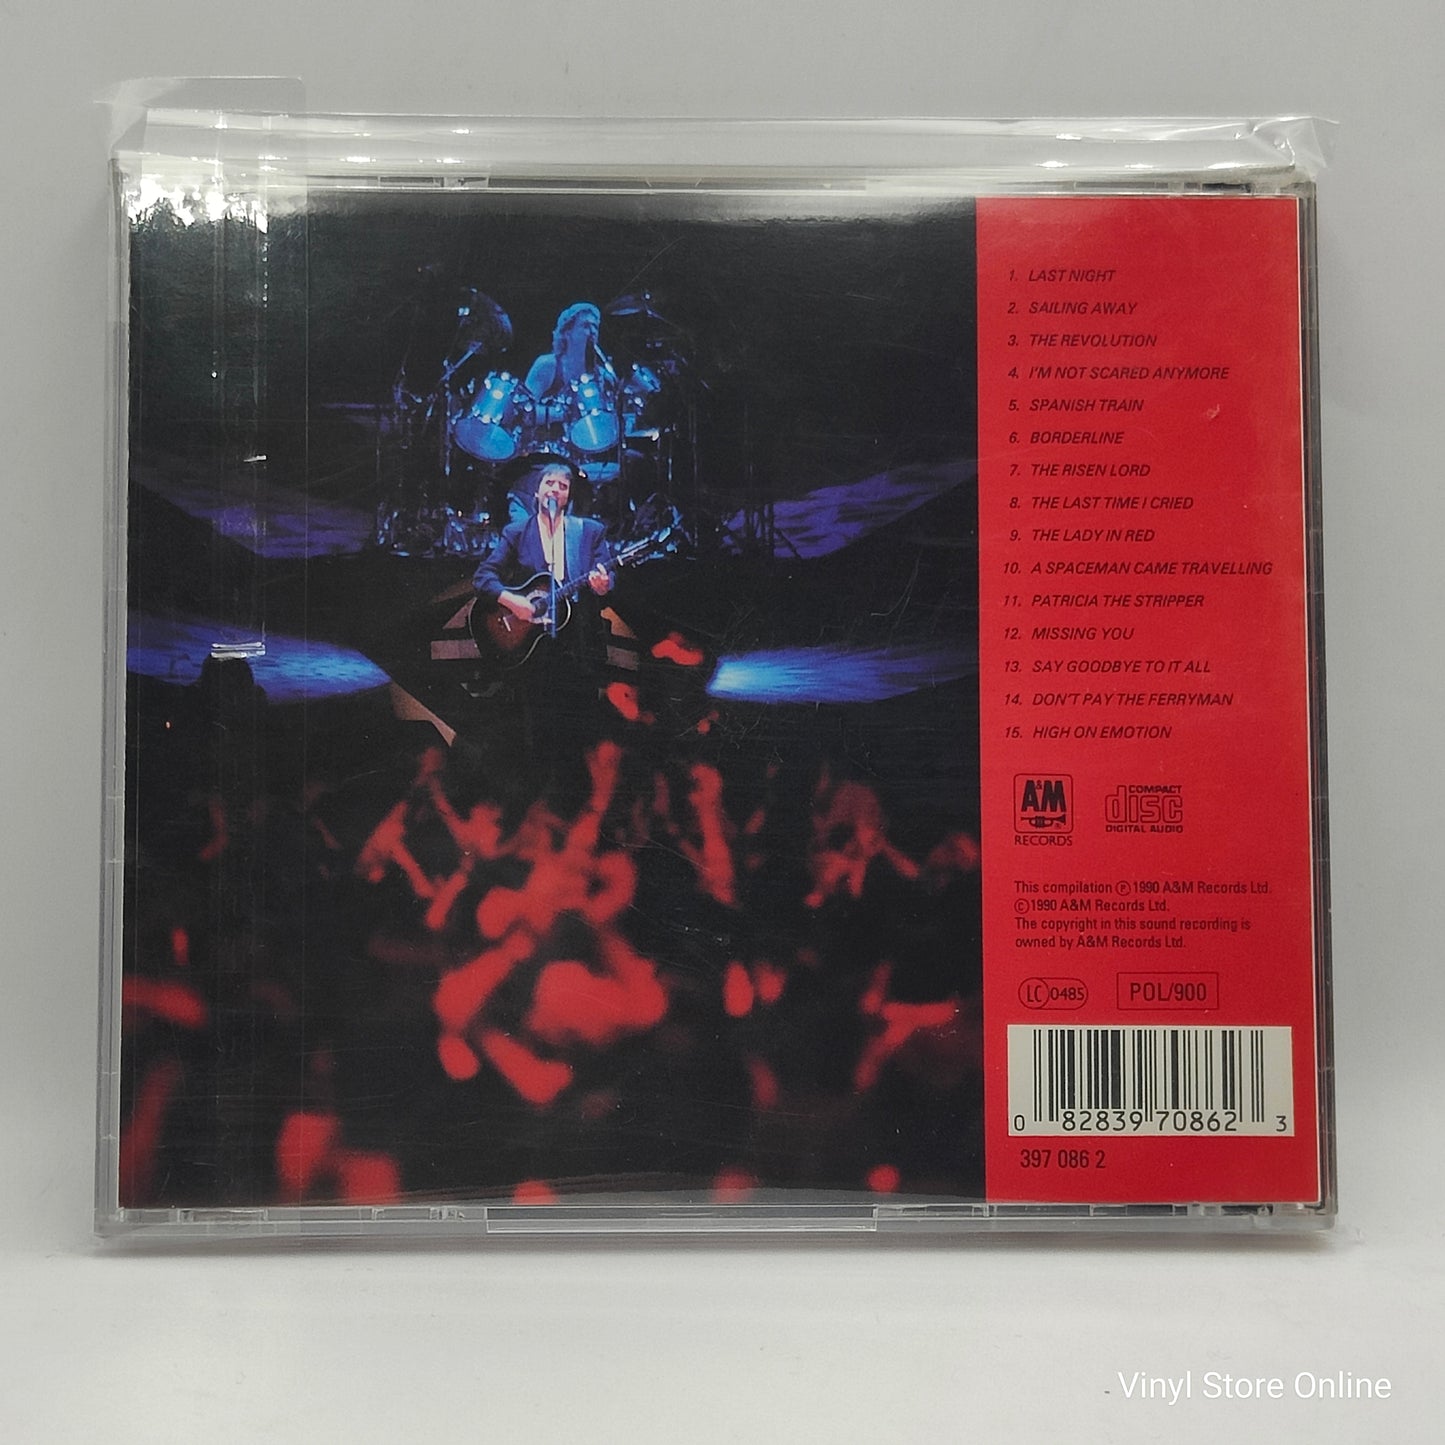 1. LAST NIGHT
2. SAILING AWAY
3. THE REVOLUTION
4. I'M NOT SCARED ANYMORE
5. SPANISH TRAIN
6. BORDERLINE
7. THE RISEN LORD
8. THE LAST TIME I CRIED
9. THE LADY IN RED
10. A SPACEMAN CAME TRAVELLING
11. PATRICIA THE STRIPPER
12. MISSING YOU
13. SAY GOODBYE TO IT ALL
14. DON'T PAY THE FERRYMAN
15. HIGH ON EMOTION
A&M
RECORDS
COMPACT
disc
DIGITAL AUDIO
This compilation Ⓟ 1990 A&M Records Ltd.
©1990 A&M Records Ltd.
The copyright in this sound recording is
owned by A&M Records Ltd.
LC 0485
POL/900
0 82839 70862 3
397 086 2
Vinyl Store Online